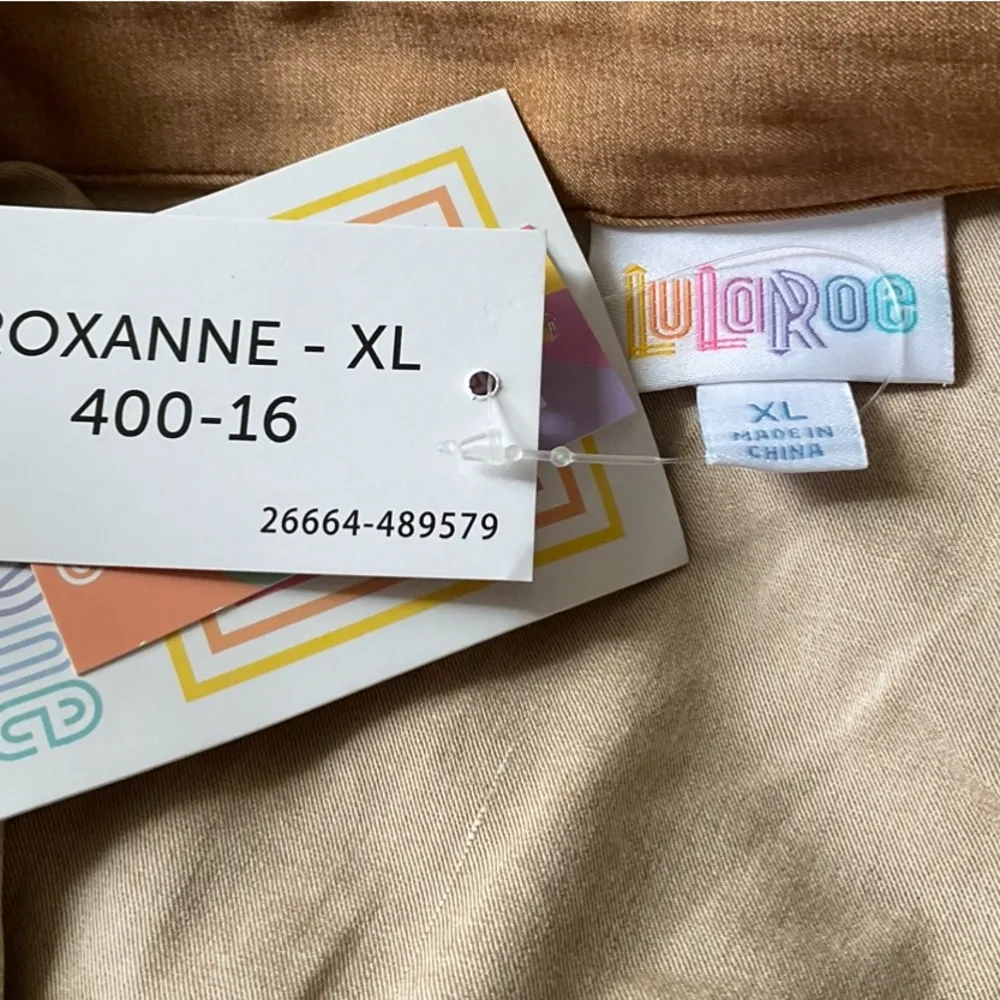 ROXANNE - XL
400-16
26664-489579
LuLaRoe
XL
MADE IN
CHINA